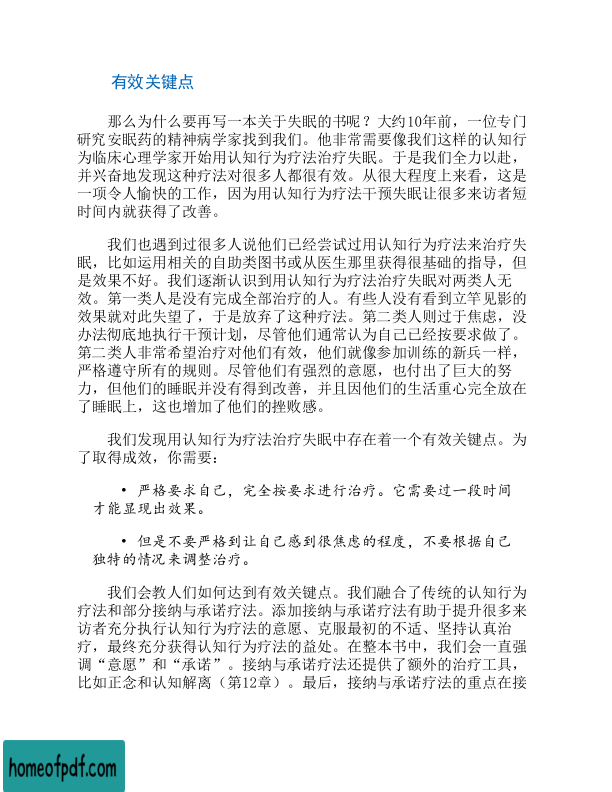 有效关键点
那么为什么要再写一本关于失眠的书呢？大约10年前，一位专门
研究安眠药的精神病学家找到我们。他非常需要像我们这样的认知行
为临床心理学家开始用认知行为疗法治疗失眠。于是我们全力以赴，
并兴奋地发现这种疗法对很多人都很有效。从很大程度上来看，这是
一项令人愉快的工作，因为用认知行为疗法干预失眠让很多来访者短
时间内就获得了改善。
我们也遇到过很多人说他们已经尝试过用认知行为疗法来治疗失
眠，比如运用相关的自助类图书或从医生那里获得很基础的指导，但
是效果不好。我们逐渐认识到用认知行为疗法治疗失眠对两类人无
效。第一类人是没有完成全部治疗的人。有些人没有看到立竿见影的
效果就对此失望了，于是放弃了这种疗法。第二类人则过于焦虑，没
办法彻底地执行干预计划，尽管他们通常认为自己已经按要求做了。
第二类人非常希望治疗对他们有效，他们就像参加训练的新兵一样，
严格遵守所有的规则。尽管他们有强烈的意愿，也付出了巨大的努
力，但他们的睡眠并没有得到改善，并且因他们的生活重心完全放在
了睡眠上，这也增加了他们的挫败感。
我们发现用认知行为疗法治疗失眠中存在着一个有效关键点。为
了取得成效，你需要：
• 严格要求自己，完全按要求进行治疗。它需要过一段时间
才能显现出效果。
• 但是不要严格到让自己感到很焦虑的程度，不要根据自己
独特的情况来调整治疗。
我们会教人们如何达到有效关键点。我们融合了传统的认知行为
疗法和部分接纳与承诺疗法。添加接纳与承诺疗法有助于提升很多来
访者充分执行认知行为疗法的意愿、克服最初的不适、坚持认真治
疗，最终充分获得认知行为疗法的益处。在整本书中，我们会一直强
调“意愿”和“承诺”。接纳与承诺疗法还提供了额外的治疗工具，
比如正念和认知解离（第12章）。最后，接纳与承诺疗法的重点在接
homeofpdf.com